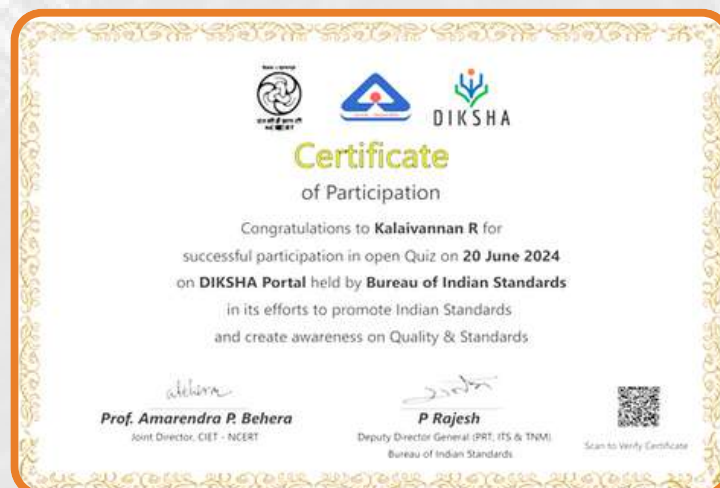 NCERT
DIKSHA
Certificate
of Participation
Congratulations to Kalaivannan R for
successful participation in open Quiz on 20 June 2024
on DIKSHA Portal held by Bureau of Indian Standards
in its efforts to promote Indian Standards
and create awareness on Quality & Standards
Prof. Amarendra P. Behera
Joint Director, CIET - NCERT
P Rajesh
Deputy Director General (PRT, ITS & TNM)
Bureau of Indian Standards
Scan to Verify Certificate